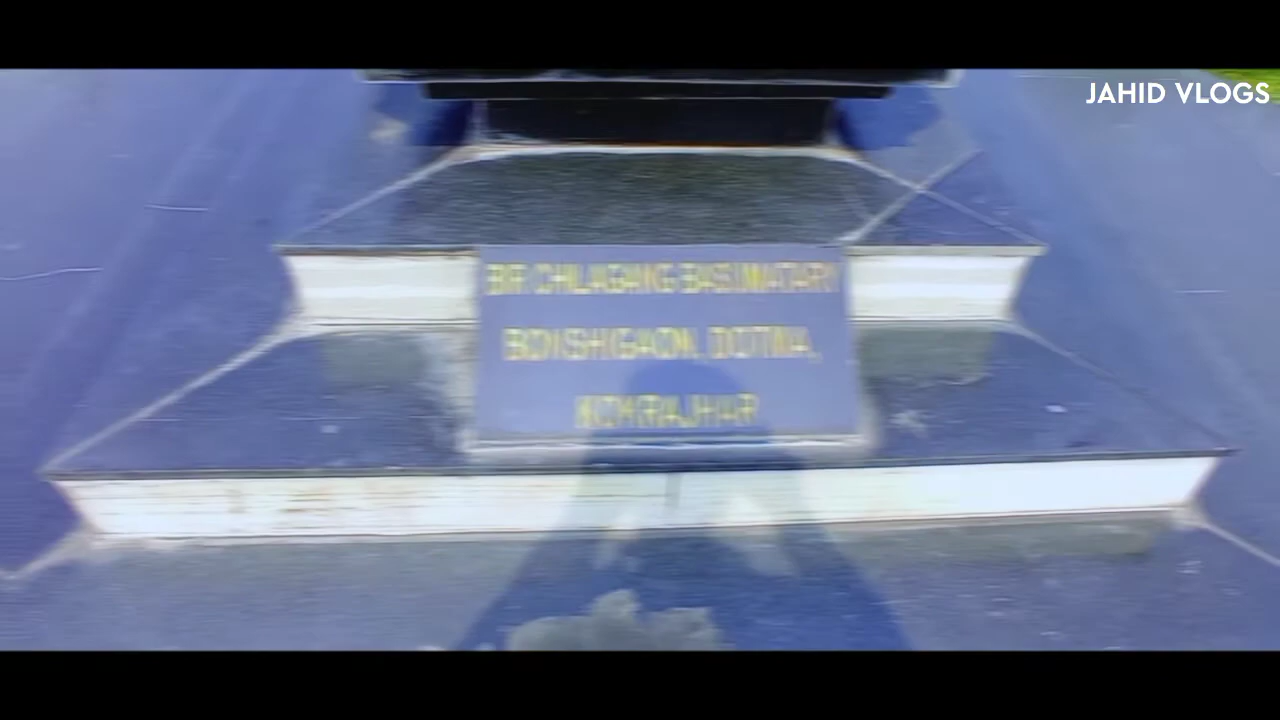 JAHID VLOGS
BIR CHILAGANG BASUMATARY
BOISHIGAON, DOTMA,
KOKRAJHAR